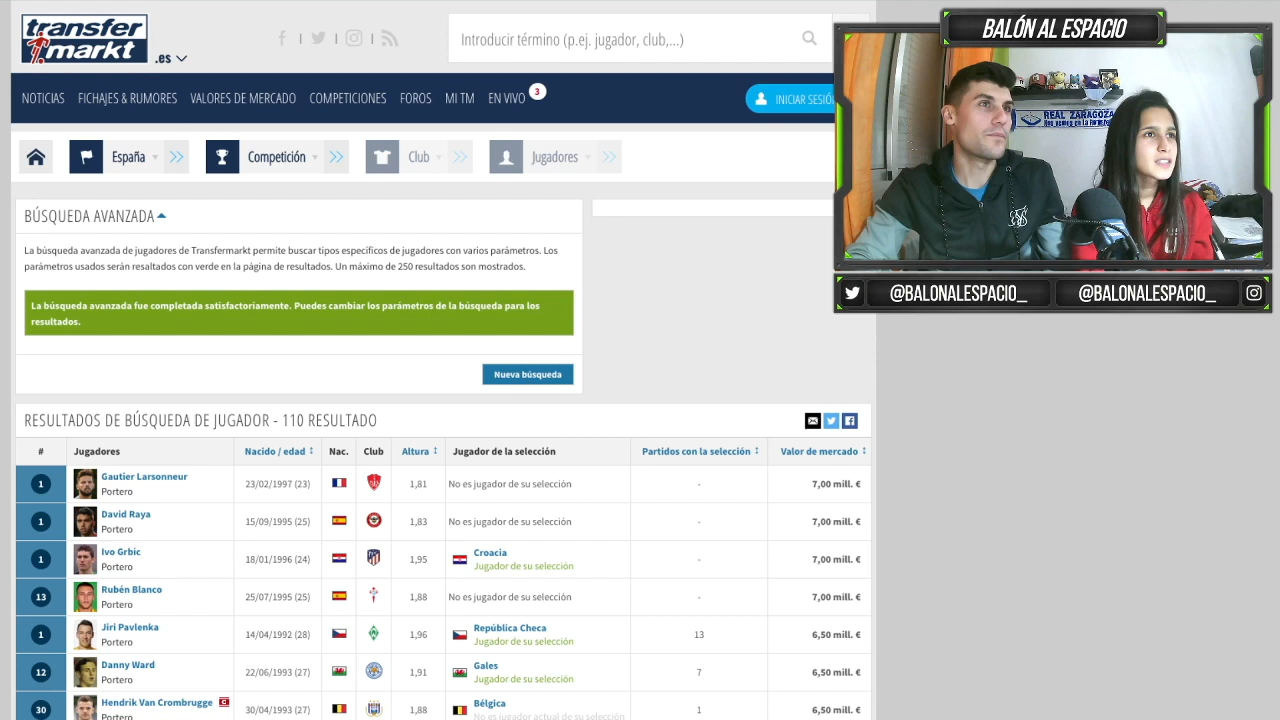 transfer
markt
.es
Introducir término (p.ej. jugador, club,...)
NOTICIAS FICHAJES & RUMORES VALORES DE MERCADO COMPETICIONES FOROS MI TM EN VIVO 3
INICIAR SESIÓ
España Competición Club Jugadores
BALÓN AL ESPACIO
REAL ZARAGOZA
@BALONALESPACIO_ @BALONALESPACIO_
BÚSQUEDA AVANZADA
La búsqueda avanzada de jugadores de Transfermarkt permite buscar tipos específicos de jugadores con varios parámetros. Los
parámetros usados serán resaltados con verde en la página de resultados. Un máximo de 250 resultados son mostrados.
La búsqueda avanzada fue completada satisfactoriamente. Puedes cambiar los parámetros de la búsqueda para los
resultados.
Nueva búsqueda
RESULTADOS DE BÚSQUEDA DE JUGADOR - 110 RESULTADO
# Jugadores Nacido / edad Nac. Club Altura Jugador de la selección Partidos con la selección Valor de mercado
1 Gautier Larsonneur 23/02/1997 (23) 1,81 No es jugador de su selección - 7,00 mill. €
Portero
1 David Raya 15/09/1995 (25) 1,83 No es jugador de su selección - 7,00 mill. €
Portero
1 Ivo Grbic 18/01/1996 (24) 1,95 Croacia - 7,00 mill. €
Portero Jugador de su selección
13 Rubén Blanco 25/07/1995 (25) 1,88 No es jugador de su selección - 7,00 mill. €
Portero
1 Jiri Pavlenka 14/04/1992 (28) 1,96 República Checa 13 6,50 mill. €
Portero Jugador de su selección
12 Danny Ward 22/06/1993 (27) 1,91 Gales 7 6,50 mill. €
Portero Jugador de su selección
30 Hendrik Van Crombrugge 30/04/1993 (27) 1,88 Bélgica 1 6,50 mill. €
Portero No es jugador actual de su selección